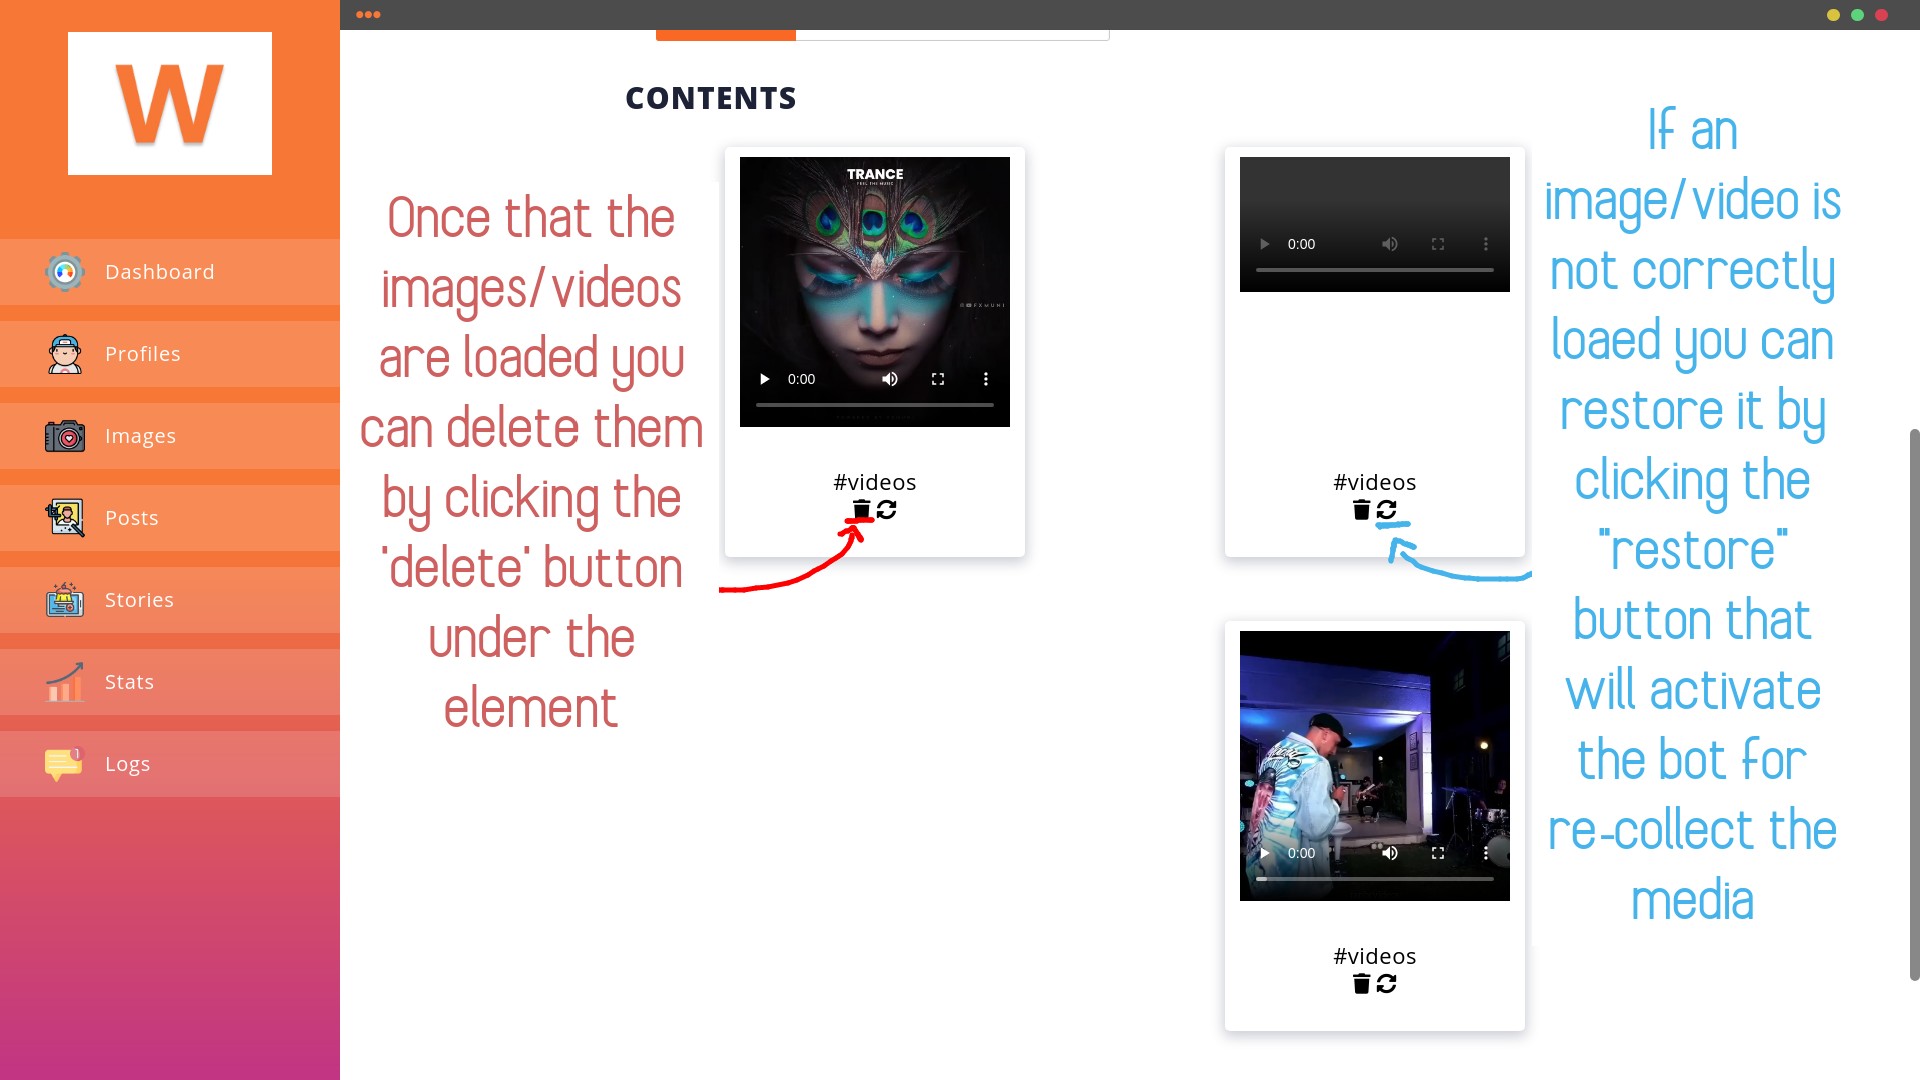 W
Dashboard
Profiles
Images
Posts
Stories
Stats
Logs
CONTENTS
Once that the
images/videos
are loaded you
can delete them
by clicking the
'delete' button
under the
element
TRANCE
FEEL THE MUSIC
0:00
#videos
0:00
#videos
0:00
#videos
If an
image/video is
not correctly
loaed you can
restore it by
clicking the
"restore"
button that
will activate
the bot for
re-collect the
media